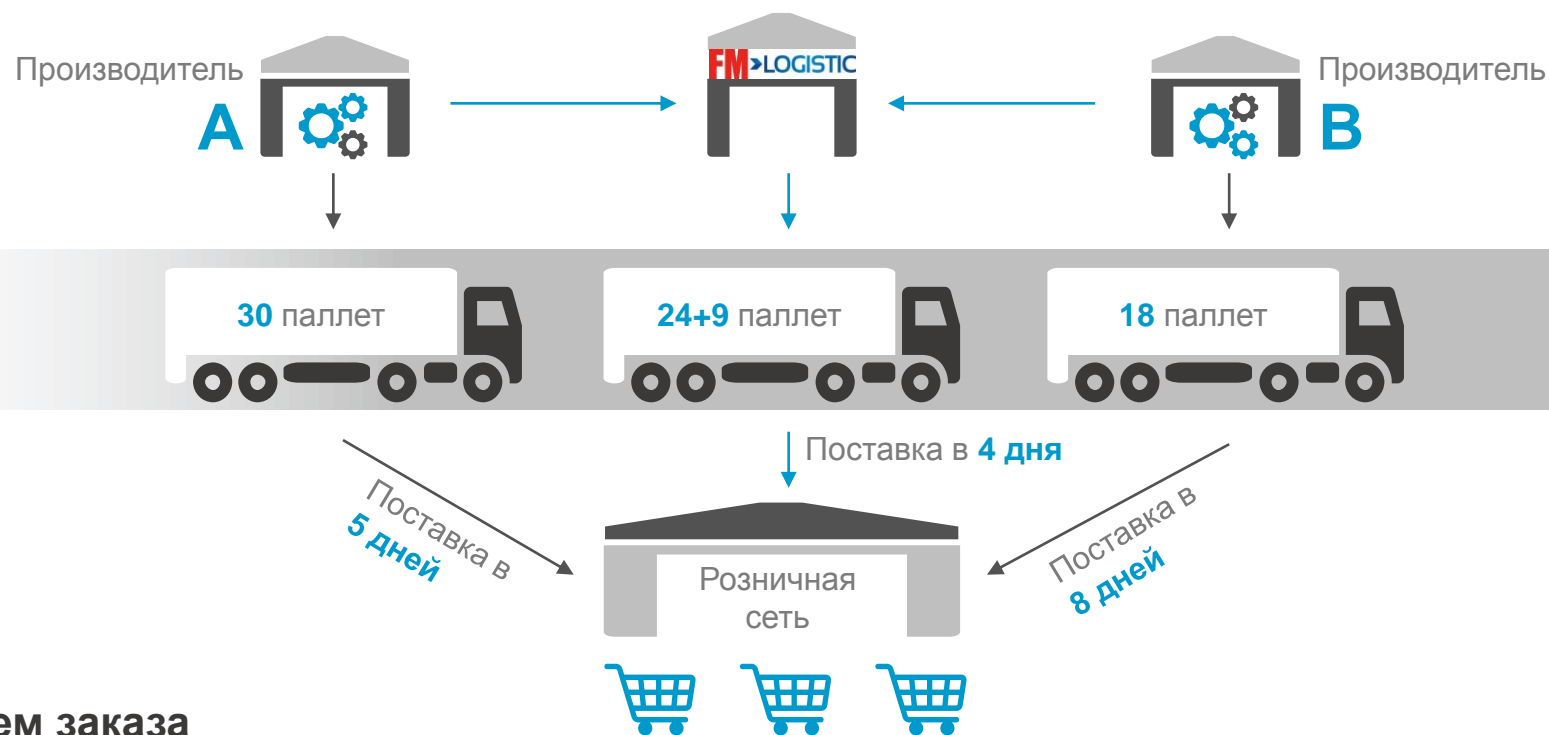 Производитель
A
FM>LOGISTIC
Производитель
B
30 паллет
24+9 паллет
18 паллет
Поставка в 4 дня
Поставка в
5 дней
Поставка в
8 дней
Розничная
сеть
ем заказа